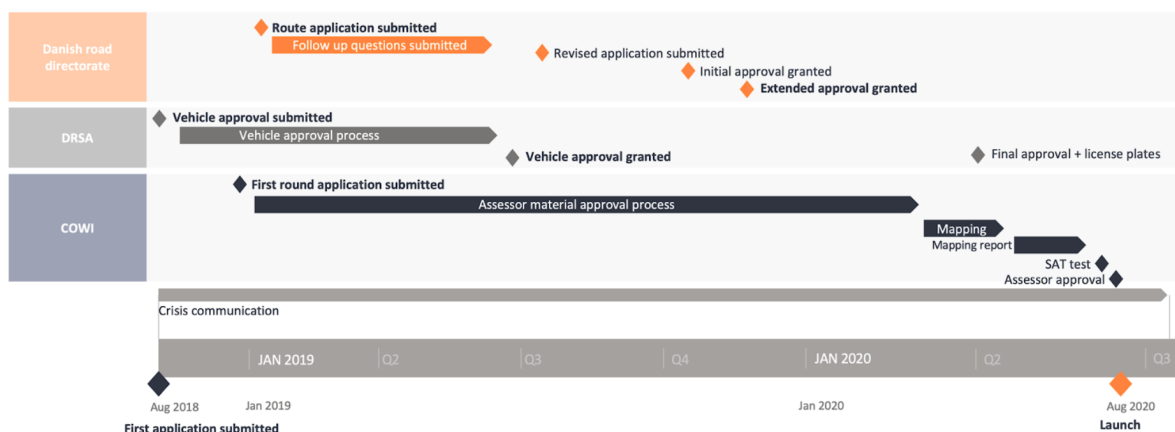 Danish road
directorate
Route application submitted
Follow up questions submitted
Revised application submitted
Initial approval granted
Extended approval granted
DRSA
Vehicle approval submitted
Vehicle approval process
Vehicle approval granted
Final approval + license plates
COWI
First round application submitted
Assessor material approval process
Mapping
Mapping report
SAT test
Assessor approval
Crisis communication
JAN 2019
Q2
Q3
Q4
JAN 2020
Q2
Q3
Aug 2018
Jan 2019
Jan 2020
Aug 2020
First application submitted
Launch